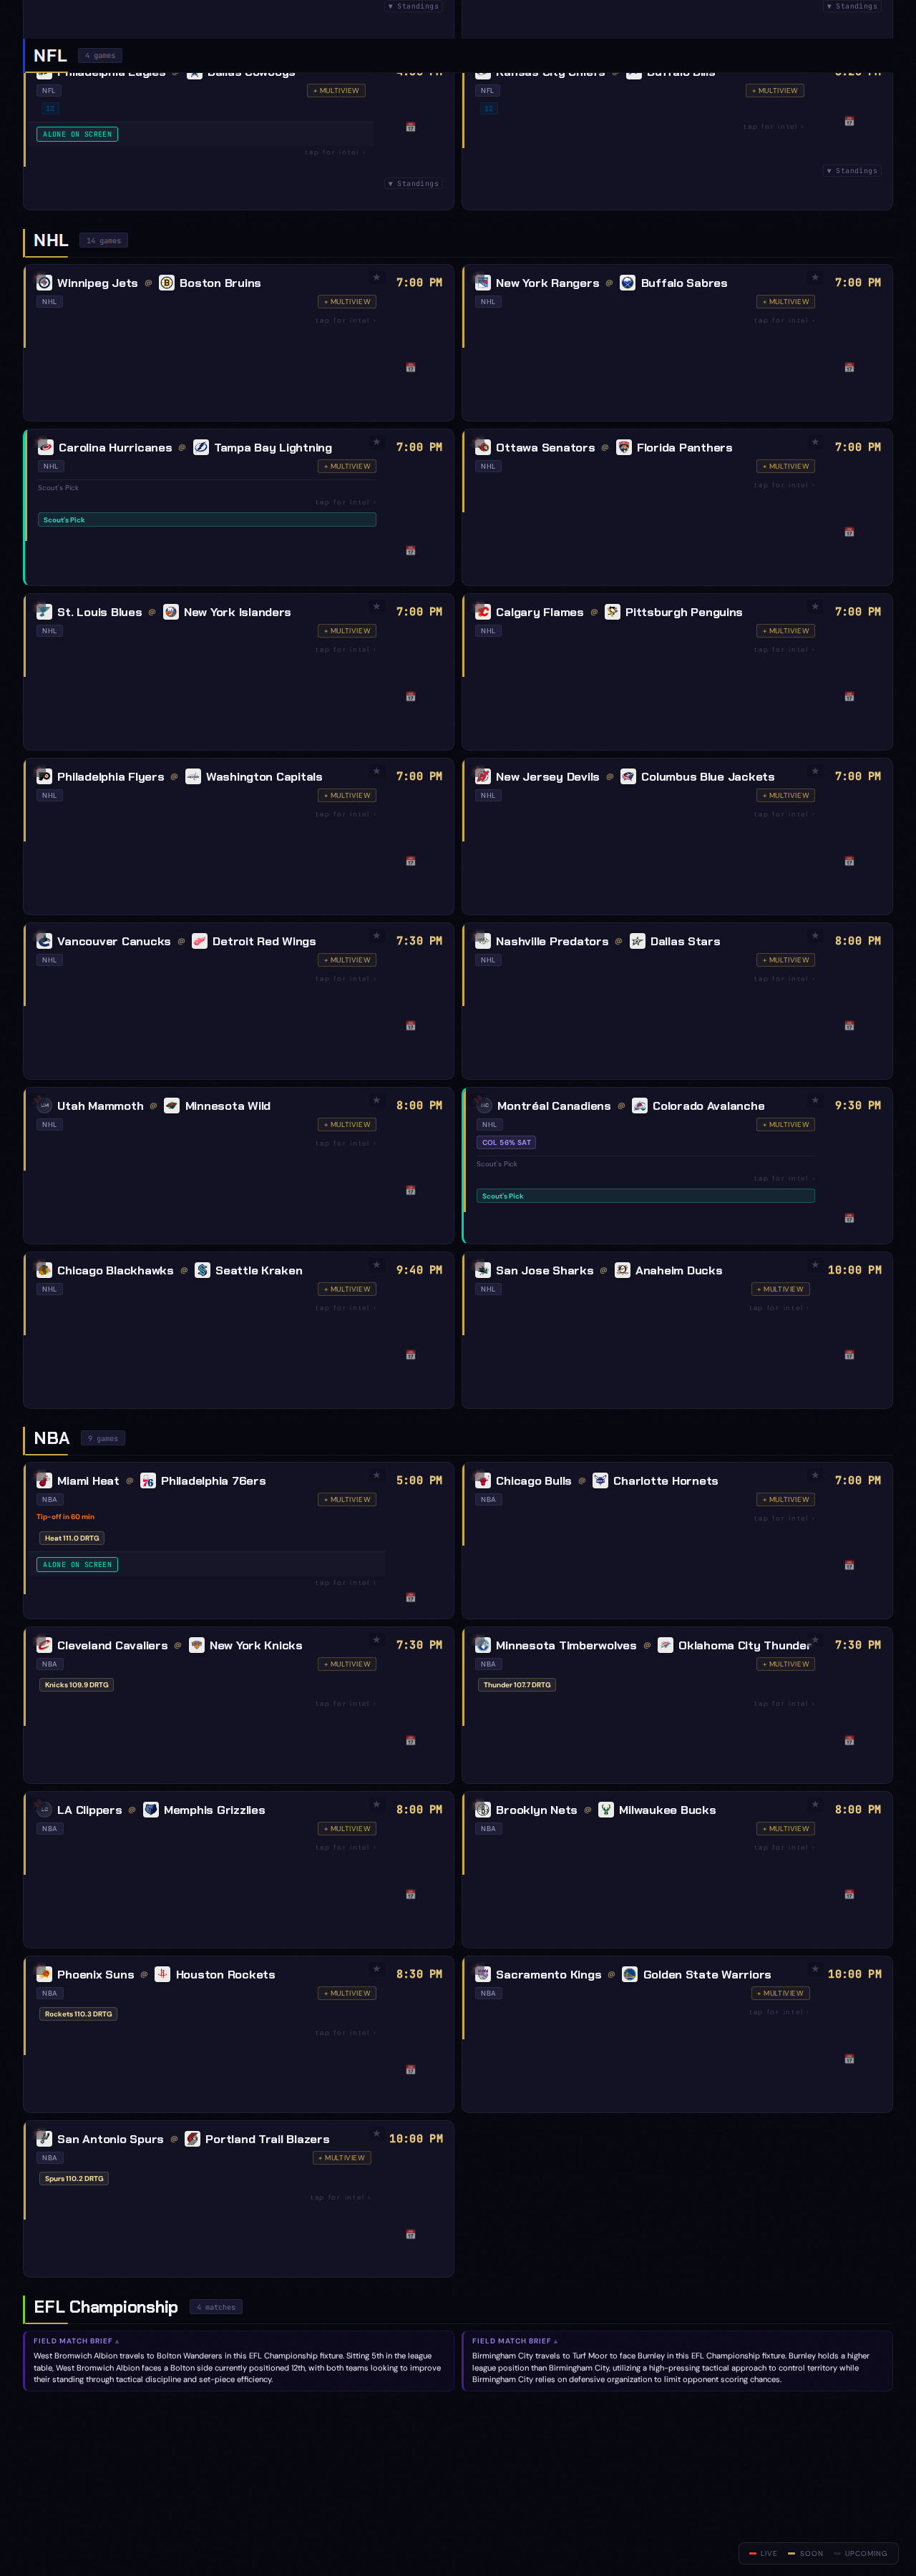 ▼ Standings
▼ Standings
NFL
4 games
Philadelphia Eagles @ Dallas Cowboys
NFL
+ MULTIVIEW
12
ALONE ON SCREEN
tap for intel ›
▼ Standings
Kansas City Chiefs @ Buffalo Bills
NFL
+ MULTIVIEW
12
tap for intel ›
▼ Standings
NHL
14 games
Winnipeg Jets @ Boston Bruins
7:00 PM
NHL
+ MULTIVIEW
tap for intel ›
New York Rangers @ Buffalo Sabres
7:00 PM
NHL
+ MULTIVIEW
tap for intel ›
Carolina Hurricanes @ Tampa Bay Lightning
7:00 PM
NHL
+ MULTIVIEW
Scout's Pick
tap for intel ›
Scout's Pick
Ottawa Senators @ Florida Panthers
7:00 PM
NHL
+ MULTIVIEW
tap for intel ›
St. Louis Blues @ New York Islanders
7:00 PM
NHL
+ MULTIVIEW
tap for intel ›
Calgary Flames @ Pittsburgh Penguins
7:00 PM
NHL
+ MULTIVIEW
tap for intel ›
Philadelphia Flyers @ Washington Capitals
7:00 PM
NHL
+ MULTIVIEW
tap for intel ›
New Jersey Devils @ Columbus Blue Jackets
7:00 PM
NHL
+ MULTIVIEW
tap for intel ›
Vancouver Canucks @ Detroit Red Wings
7:30 PM
NHL
+ MULTIVIEW
tap for intel ›
Nashville Predators @ Dallas Stars
8:00 PM
NHL
+ MULTIVIEW
tap for intel ›
Utah Mammoth @ Minnesota Wild
8:00 PM
NHL
+ MULTIVIEW
tap for intel ›
Montréal Canadiens @ Colorado Avalanche
9:30 PM
NHL
+ MULTIVIEW
COL 56% SAT
Scout's Pick
tap for intel ›
Scout's Pick
Chicago Blackhawks @ Seattle Kraken
9:40 PM
NHL
+ MULTIVIEW
tap for intel ›
San Jose Sharks @ Anaheim Ducks
10:00 PM
NHL
+ MULTIVIEW
tap for intel ›
NBA
9 games
Miami Heat @ Philadelphia 76ers
5:00 PM
NBA
+ MULTIVIEW
Tip-off in 60 min
Heat 111.0 DRTG
ALONE ON SCREEN
tap for intel ›
Chicago Bulls @ Charlotte Hornets
7:00 PM
NBA
+ MULTIVIEW
tap for intel ›
Cleveland Cavaliers @ New York Knicks
7:30 PM
NBA
+ MULTIVIEW
Knicks 109.9 DRTG
tap for intel ›
Minnesota Timberwolves @ Oklahoma City Thunder
7:30 PM
NBA
+ MULTIVIEW
Thunder 107.7 DRTG
tap for intel ›
LA Clippers @ Memphis Grizzlies
8:00 PM
NBA
+ MULTIVIEW
tap for intel ›
Brooklyn Nets @ Milwaukee Bucks
8:00 PM
NBA
+ MULTIVIEW
tap for intel ›
Phoenix Suns @ Houston Rockets
8:30 PM
NBA
+ MULTIVIEW
Rockets 110.3 DRTG
tap for intel ›
Sacramento Kings @ Golden State Warriors
10:00 PM
NBA
+ MULTIVIEW
tap for intel ›
San Antonio Spurs @ Portland Trail Blazers
10:00 PM
NBA
+ MULTIVIEW
Spurs 110.2 DRTG
tap for intel ›
EFL Championship
4 matches
FIELD MATCH BRIEF ▲
West Bromwich Albion travels to Bolton Wanderers in this EFL Championship fixture. Sitting 5th in the league
table, West Bromwich Albion faces a Bolton side currently positioned 12th, with both teams looking to improve
their standing through tactical discipline and set-piece efficiency.
FIELD MATCH BRIEF ▲
Birmingham City travels to Turf Moor to face Burnley in this EFL Championship fixture. Burnley holds a higher
league position than Birmingham City, utilizing a high-pressing tactical approach to control territory while
Birmingham City relies on defensive organization to limit opponent scoring chances.
LIVE
SOON
UPCOMING